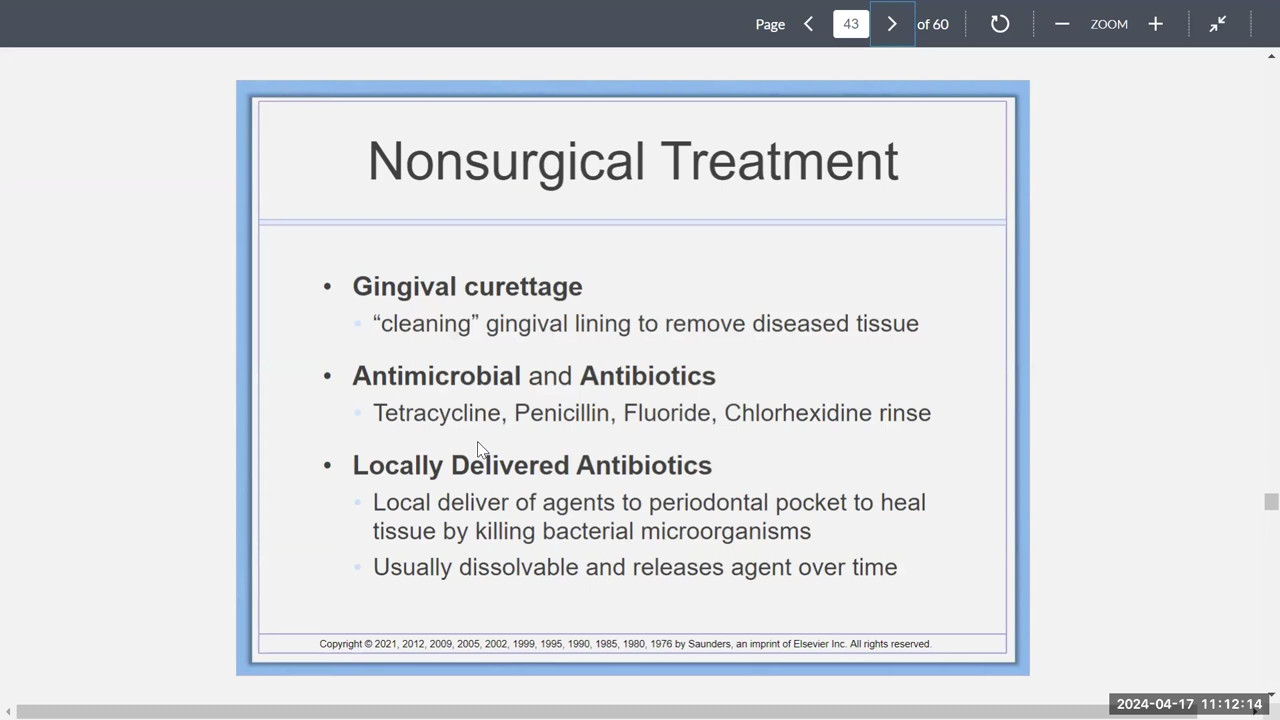 Page 43 of 60 ZOOM
Nonsurgical Treatment
• Gingival curettage
• “cleaning” gingival lining to remove diseased tissue
• Antimicrobial and Antibiotics
• Tetracycline, Penicillin, Fluoride, Chlorhexidine rinse
• Locally Delivered Antibiotics
• Local deliver of agents to periodontal pocket to heal
tissue by killing bacterial microorganisms
• Usually dissolvable and releases agent over time
Copyright © 2021, 2012, 2009, 2005, 2002, 1999, 1995, 1990, 1985, 1980, 1976 by Saunders, an imprint of Elsevier Inc. All rights reserved.
2024-04-17 11:12:14